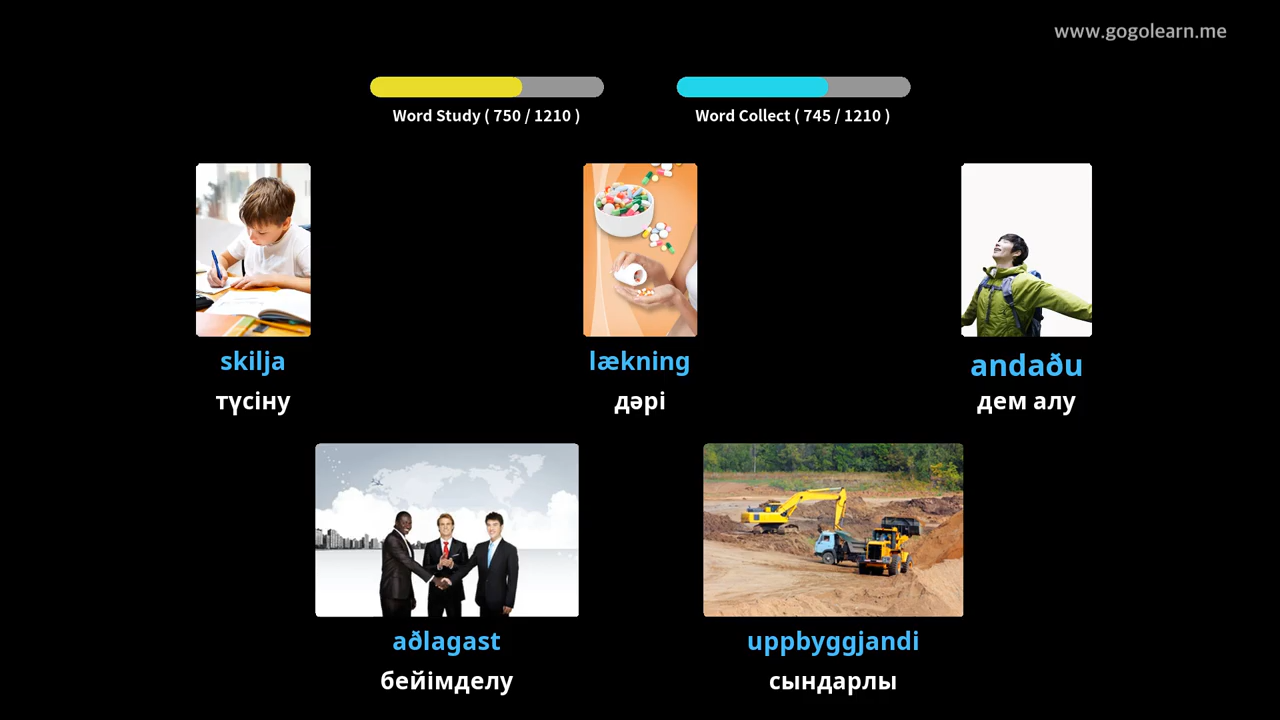 www.gogolearn.me
Word Study ( 750 / 1210 )
Word Collect ( 745 / 1210 )
skilja
түсіну
lækning
дәрі
andaðu
дем алу
aðlagast
бейімделу
uppbyggjandi
сындарлы